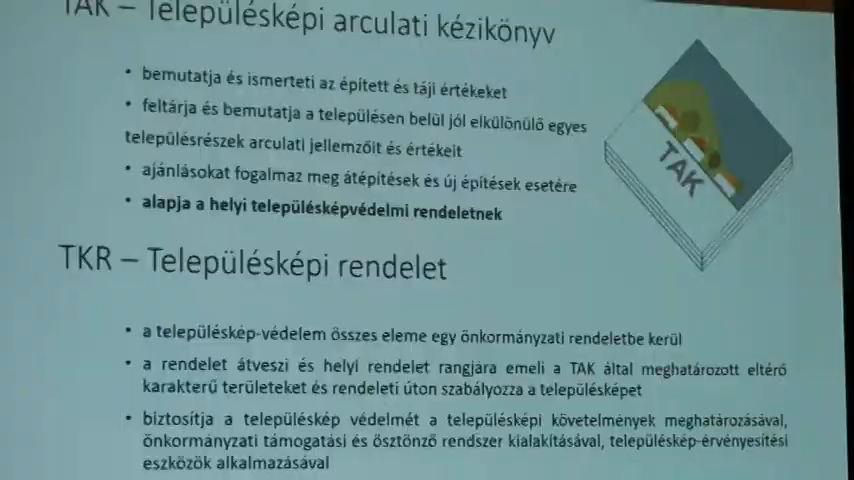 TAK – Településképi arculati kézikönyv
• bemutatja és ismerteti az épített és táji értékeket
• feltárja és bemutatja a településen belül jól elkülönülő egyes
településrészek arculati jellemzőit és értékeit
• ajánlásokat fogalmaz meg átépítések és új építések esetére
• alapja a helyi településképvédelmi rendeletnek
TAK
TKR – Településképi rendelet
• a településkép-védelem összes eleme egy önkormányzati rendeletbe kerül
• a rendelet átveszi és helyi rendelet rangjára emeli a TAK által meghatározott eltérő
karakterű területeket és rendeleti úton szabályozza a településképet
• biztosítja a településkép védelmét a településképi követelmények meghatározásával,
önkormányzati támogatási és ösztönző rendszer kialakításával, településkép-érvényesítési
eszközök alkalmazásával